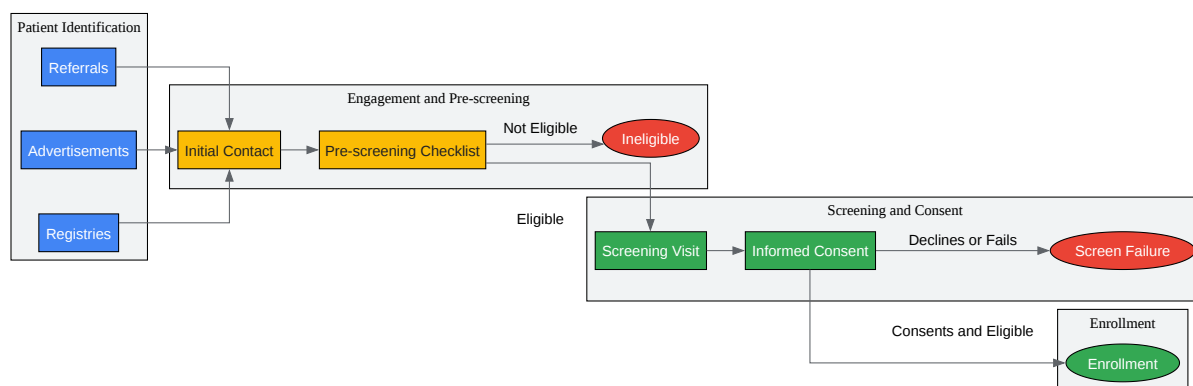 Patient Identification
Referrals
Advertisements
Registries
Engagement and Pre-screening
Initial Contact
Pre-screening Checklist
Not Eligible
Ineligible
Eligible
Screening and Consent
Screening Visit
Informed Consent
Declines or Fails
Screen Failure
Consents and Eligible
Enrollment
Enrollment